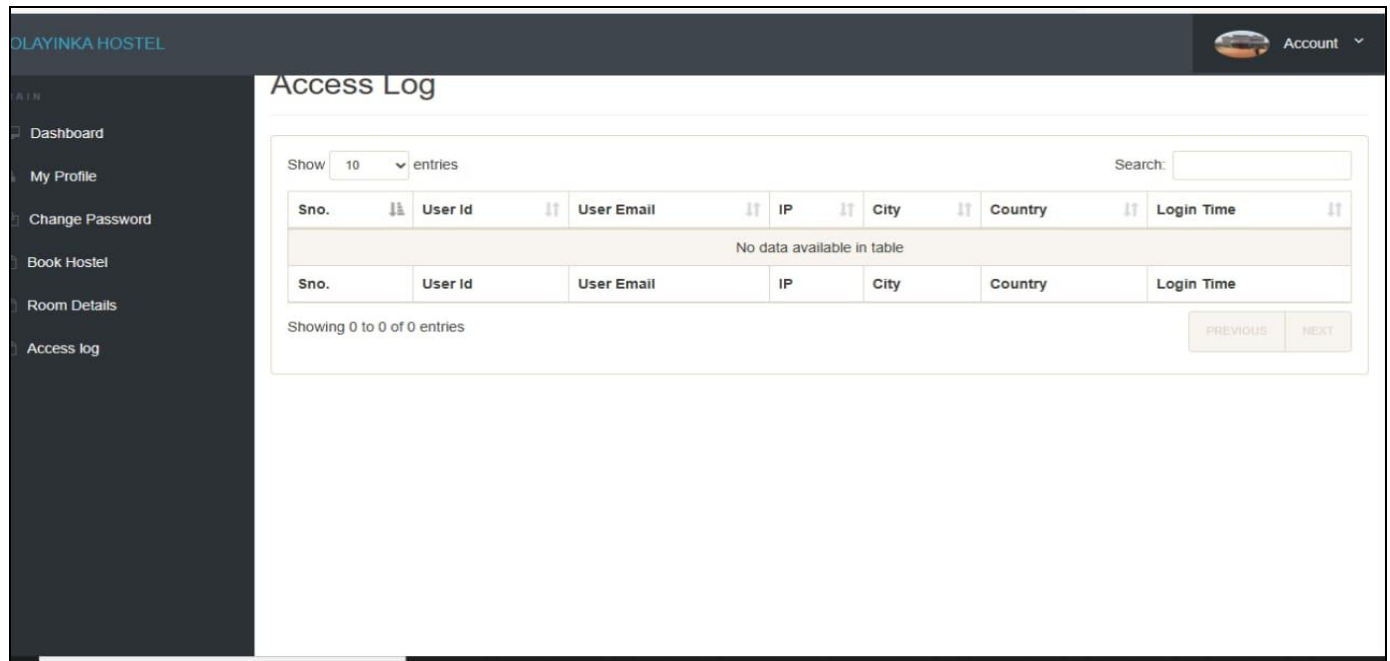 OLAYINKA HOSTEL
Account
AIN
Dashboard
My Profile
Change Password
Book Hostel
Room Details
Access log
Access Log
Show 10 entries
Search:
Sno. User Id User Email IP City Country Login Time
No data available in table
Sno. User Id User Email IP City Country Login Time
Showing 0 to 0 of 0 entries
PREVIOUS NEXT